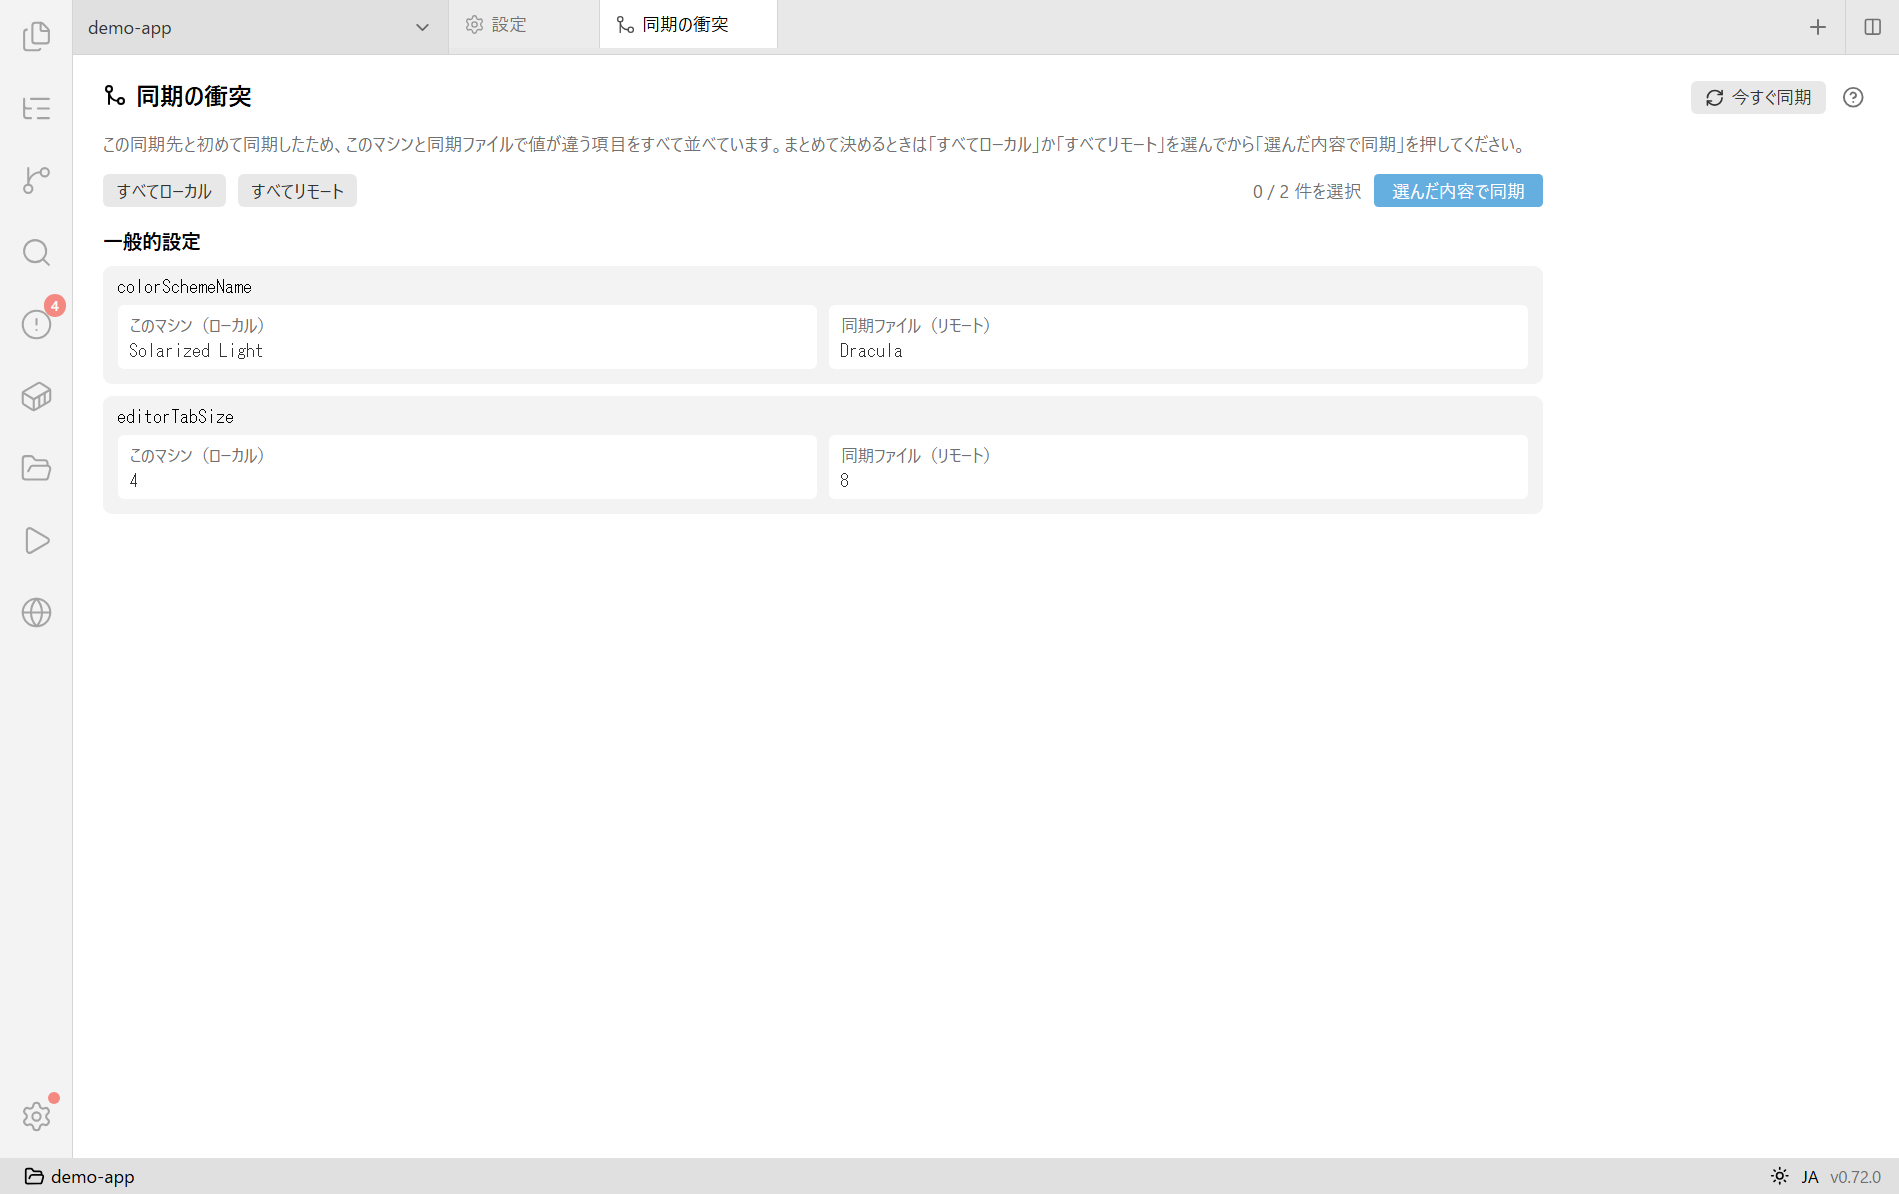 demo-app
設定
同期の衝突
同期の衝突
今すぐ同期
この同期先と初めて同期したため、このマシンと同期ファイルで値が違う項目をすべて並べています。まとめて決めるときは「すべてローカル」か「すべてリモート」を選んでから「選んだ内容で同期」を押してください。
すべてローカル
すべてリモート
0 / 2 件を選択
選んだ内容で同期
一般的設定
colorSchemeName
このマシン（ローカル）
Solarized Light
同期ファイル（リモート）
Dracula
editorTabSize
このマシン（ローカル）
4
同期ファイル（リモート）
8
4
demo-app
JA
v0.72.0